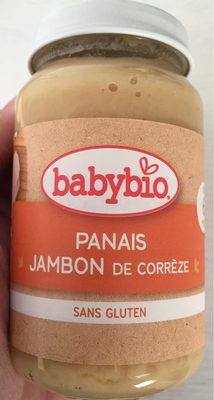 babybio
PANAIS
JAMBON DE CORRÈZE
SANS GLUTEN